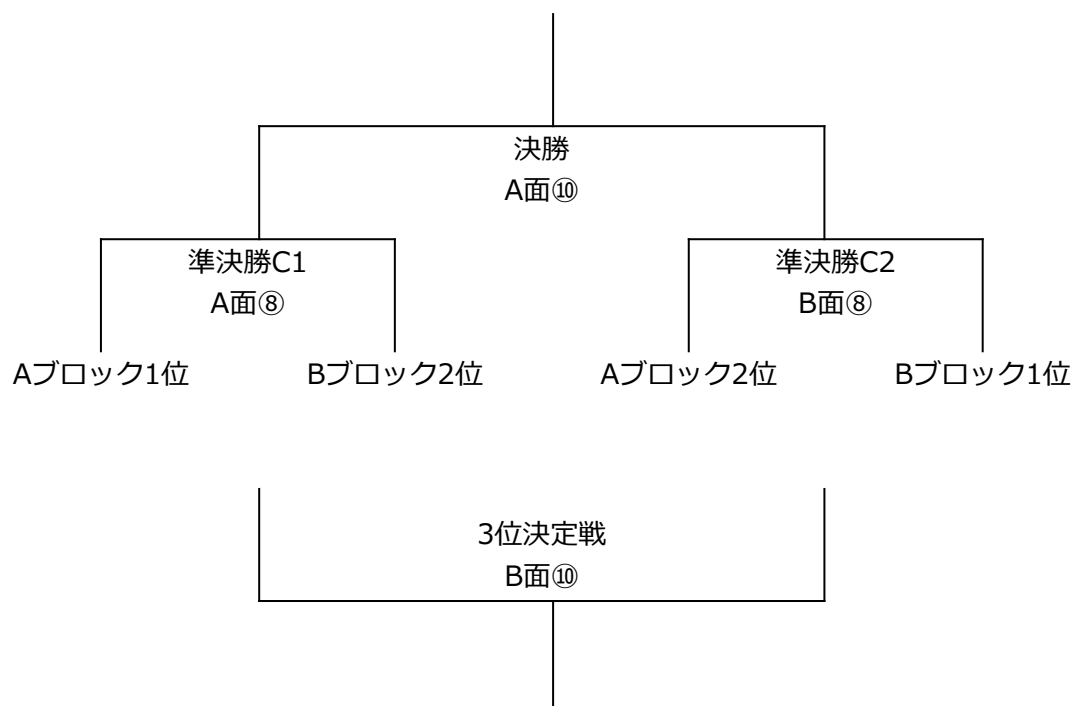 決勝
A面⑩
準決勝C1
A面⑧
準決勝C2
B面⑧
Aブロック1位
Bブロック2位
Aブロック2位
Bブロック1位
3位決定戦
B面⑩